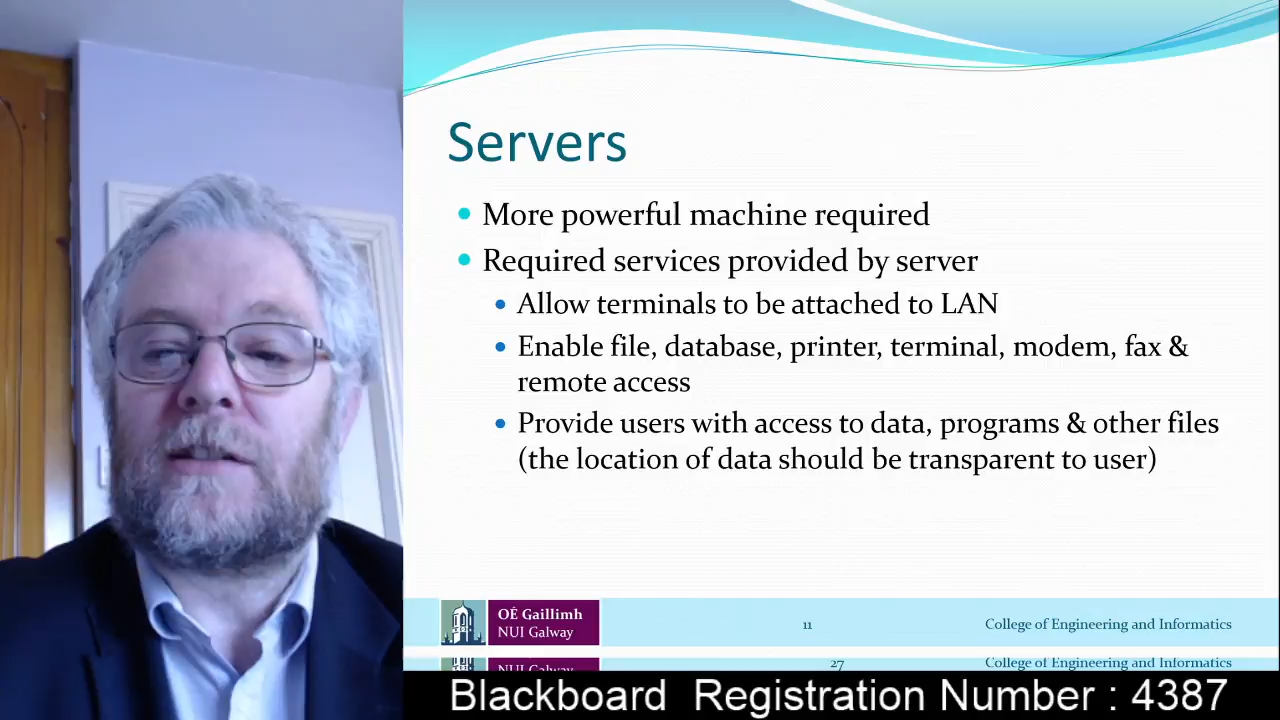 Servers
More powerful machine required
Required services provided by server
Allow terminals to be attached to LAN
Enable file, database, printer, terminal, modem, fax &
remote access
Provide users with access to data, programs & other files
(the location of data should be transparent to user)
OÉ Gaillimh
NUI Galway
11
College of Engineering and Informatics
NUI Galway
27
College of Engineering and Informatics
Blackboard Registration Number : 4387